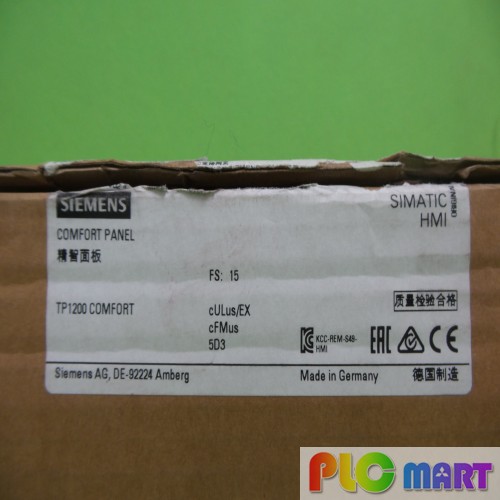 SIEMENS
SIMATIC
HMI
COMFORT PANEL
精智面板
FS: 15
质量检验合格
TP1200 COMFORT
cULus/EX
cFMus
5D3
KCC-REM-S49-
HMI
EAC
CE
Siemens AG, DE-92224 Amberg
Made in Germany
德国制造
PLC MART